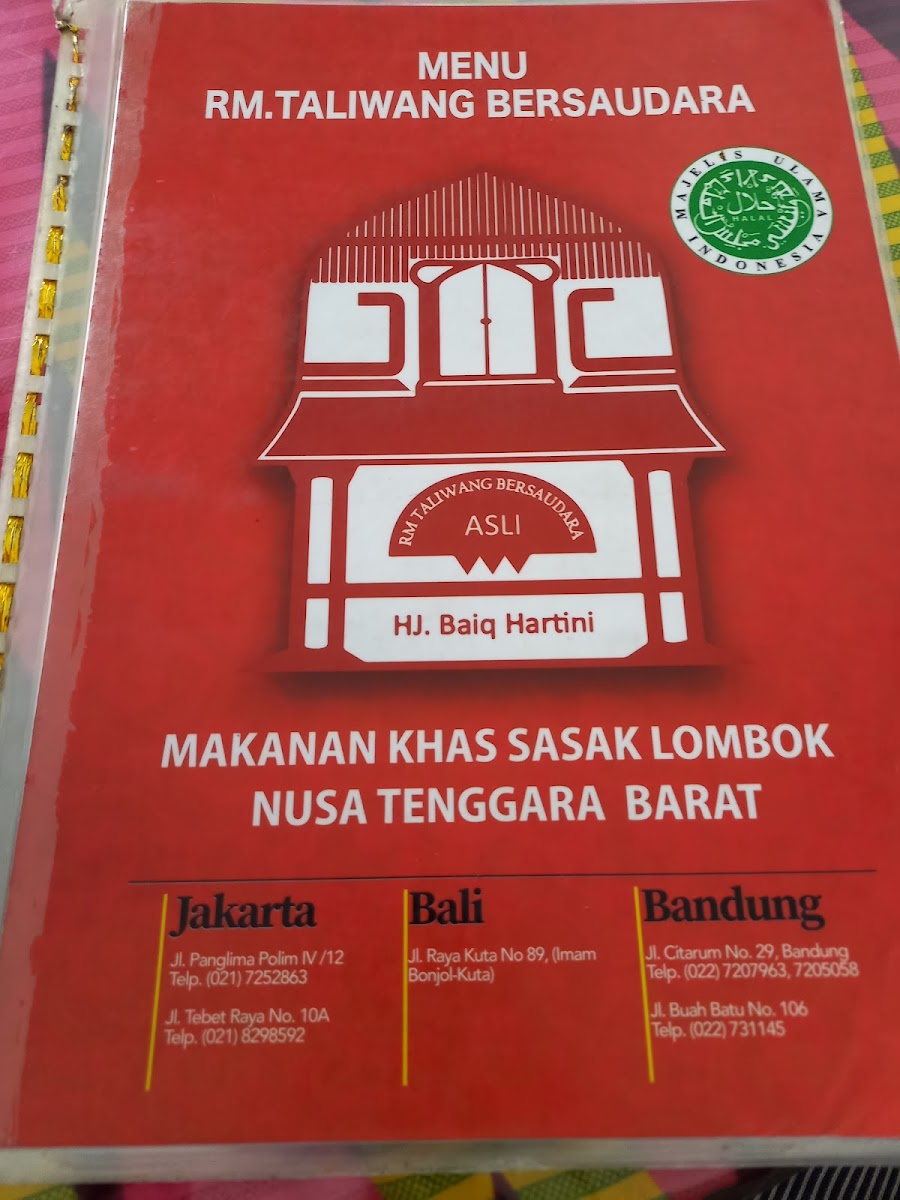 MENU
RM.TALIWANG BERSAUDARA
MAJELIS ULAMA
حلال
HALAL
INDONESIA
RM TALIWANG BERSAUDARA
ASLI
HJ. Baiq Hartini
MAKANAN KHAS SASAK LOMBOK
NUSA TENGGARA BARAT
Jakarta
Jl. Panglima Polim IV /12
Telp. (021) 7252863
Jl. Tebet Raya No. 10A
Telp. (021) 8298592
Bali
Jl. Raya Kuta No 89, (Imam
Bonjol-Kuta)
Bandung
Jl. Citarum No. 29, Bandung
Telp. (022) 7207963, 7205058
Jl. Buah Batu No. 106
Telp. (022) 731145